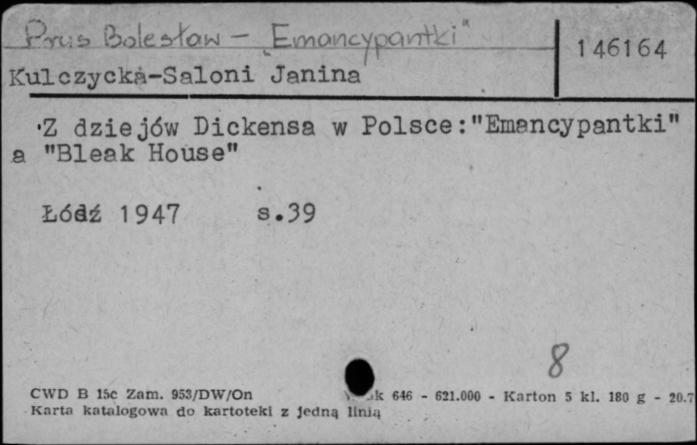 Prus Bolesław – „Emancypantki"
146164
Kulczycka-Saloni Janina
Z dziejów Dickensa w Polsce:"Emancypantki"
a "Bleak House"
Łódź 1947 s.39
8
CWD B 15c Zam. 953/DW/On 646 - 621.000 - Karton 5 kl. 180 g - 20.7
Karta katalogowa do kartoteki z jedną linią